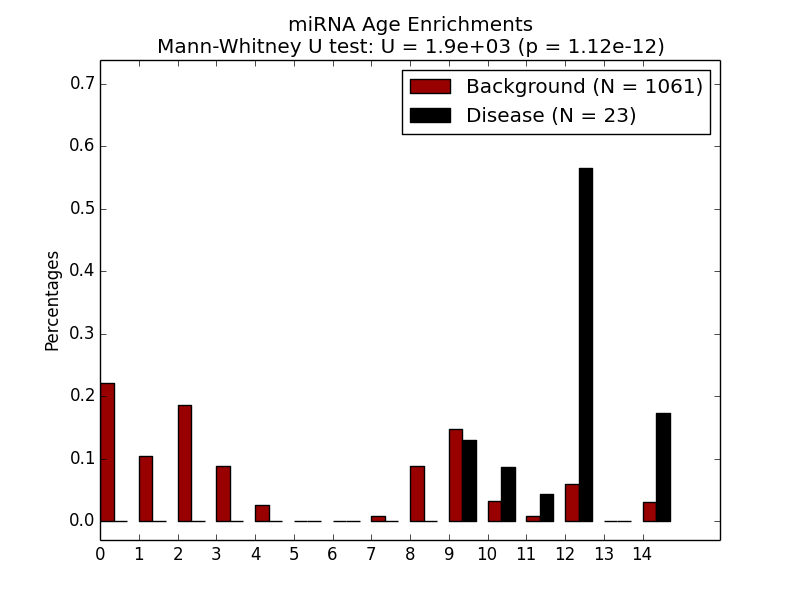 miRNA Age Enrichments
Mann-Whitney U test: U = 1.9e+03 (p = 1.12e-12)
Background (N = 1061)
Disease (N = 23)
Percentages
0.7
0.6
0.5
0.4
0.3
0.2
0.1
0.0
0 1 2 3 4 5 6 7 8 9 10 11 12 13 14